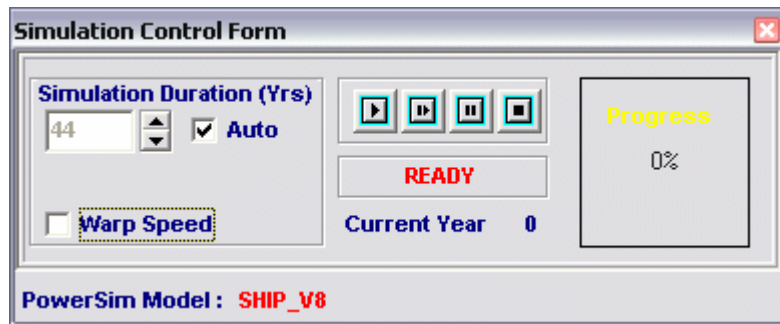 Simulation Control Form
Simulation Duration (Yrs)
44
Auto
Warp Speed
READY
Current Year 0
Progress
0%
PowerSim Model : SHIP_V8